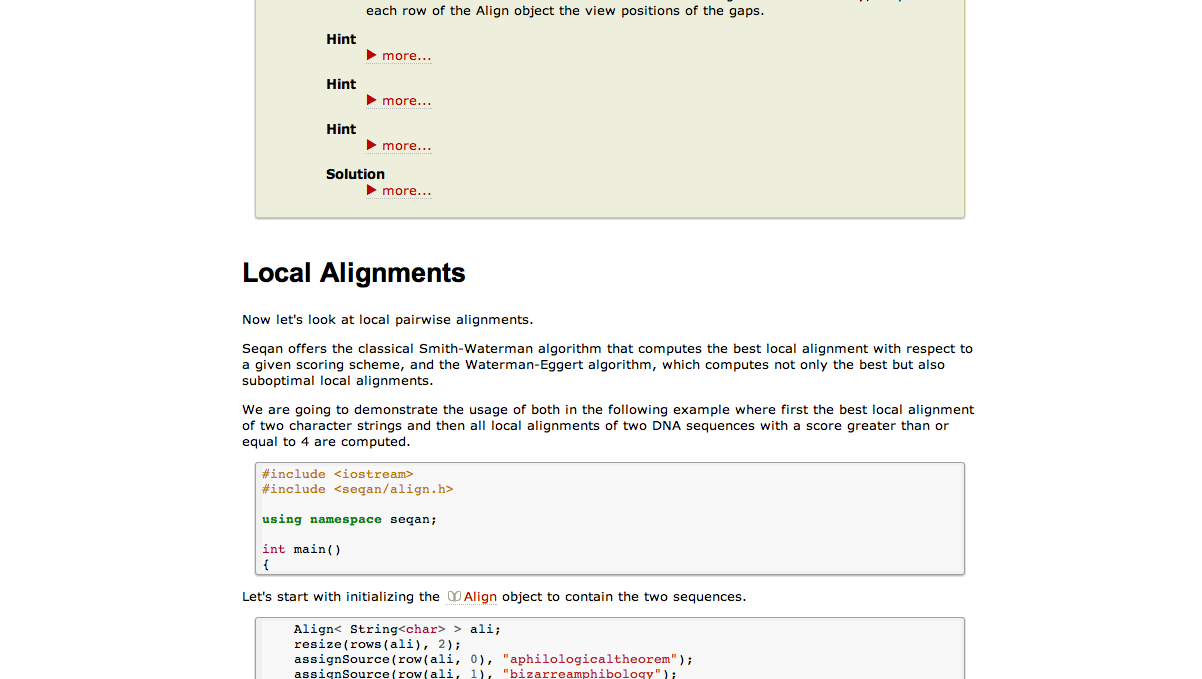 each row of the Align object the view positions of the gaps.
Hint
▶ more...
Hint
▶ more...
Hint
▶ more...
Solution
▶ more...
Local Alignments
Now let's look at local pairwise alignments.
Seqan offers the classical Smith-Waterman algorithm that computes the best local alignment with respect to
a given scoring scheme, and the Waterman-Eggert algorithm, which computes not only the best but also
suboptimal local alignments.
We are going to demonstrate the usage of both in the following example where first the best local alignment
of two character strings and then all local alignments of two DNA sequences with a score greater than or
equal to 4 are computed.
#include <iostream>
#include <seqan/align.h>
using namespace seqan;
int main()
{
Let's start with initializing the Align object to contain the two sequences.
Align< String<char> > ali;
resize(rows(ali), 2);
assignSource(row(ali, 0), "aphilologicaltheorem");
assignSource(row(ali, 1), "bizarreamphibology");